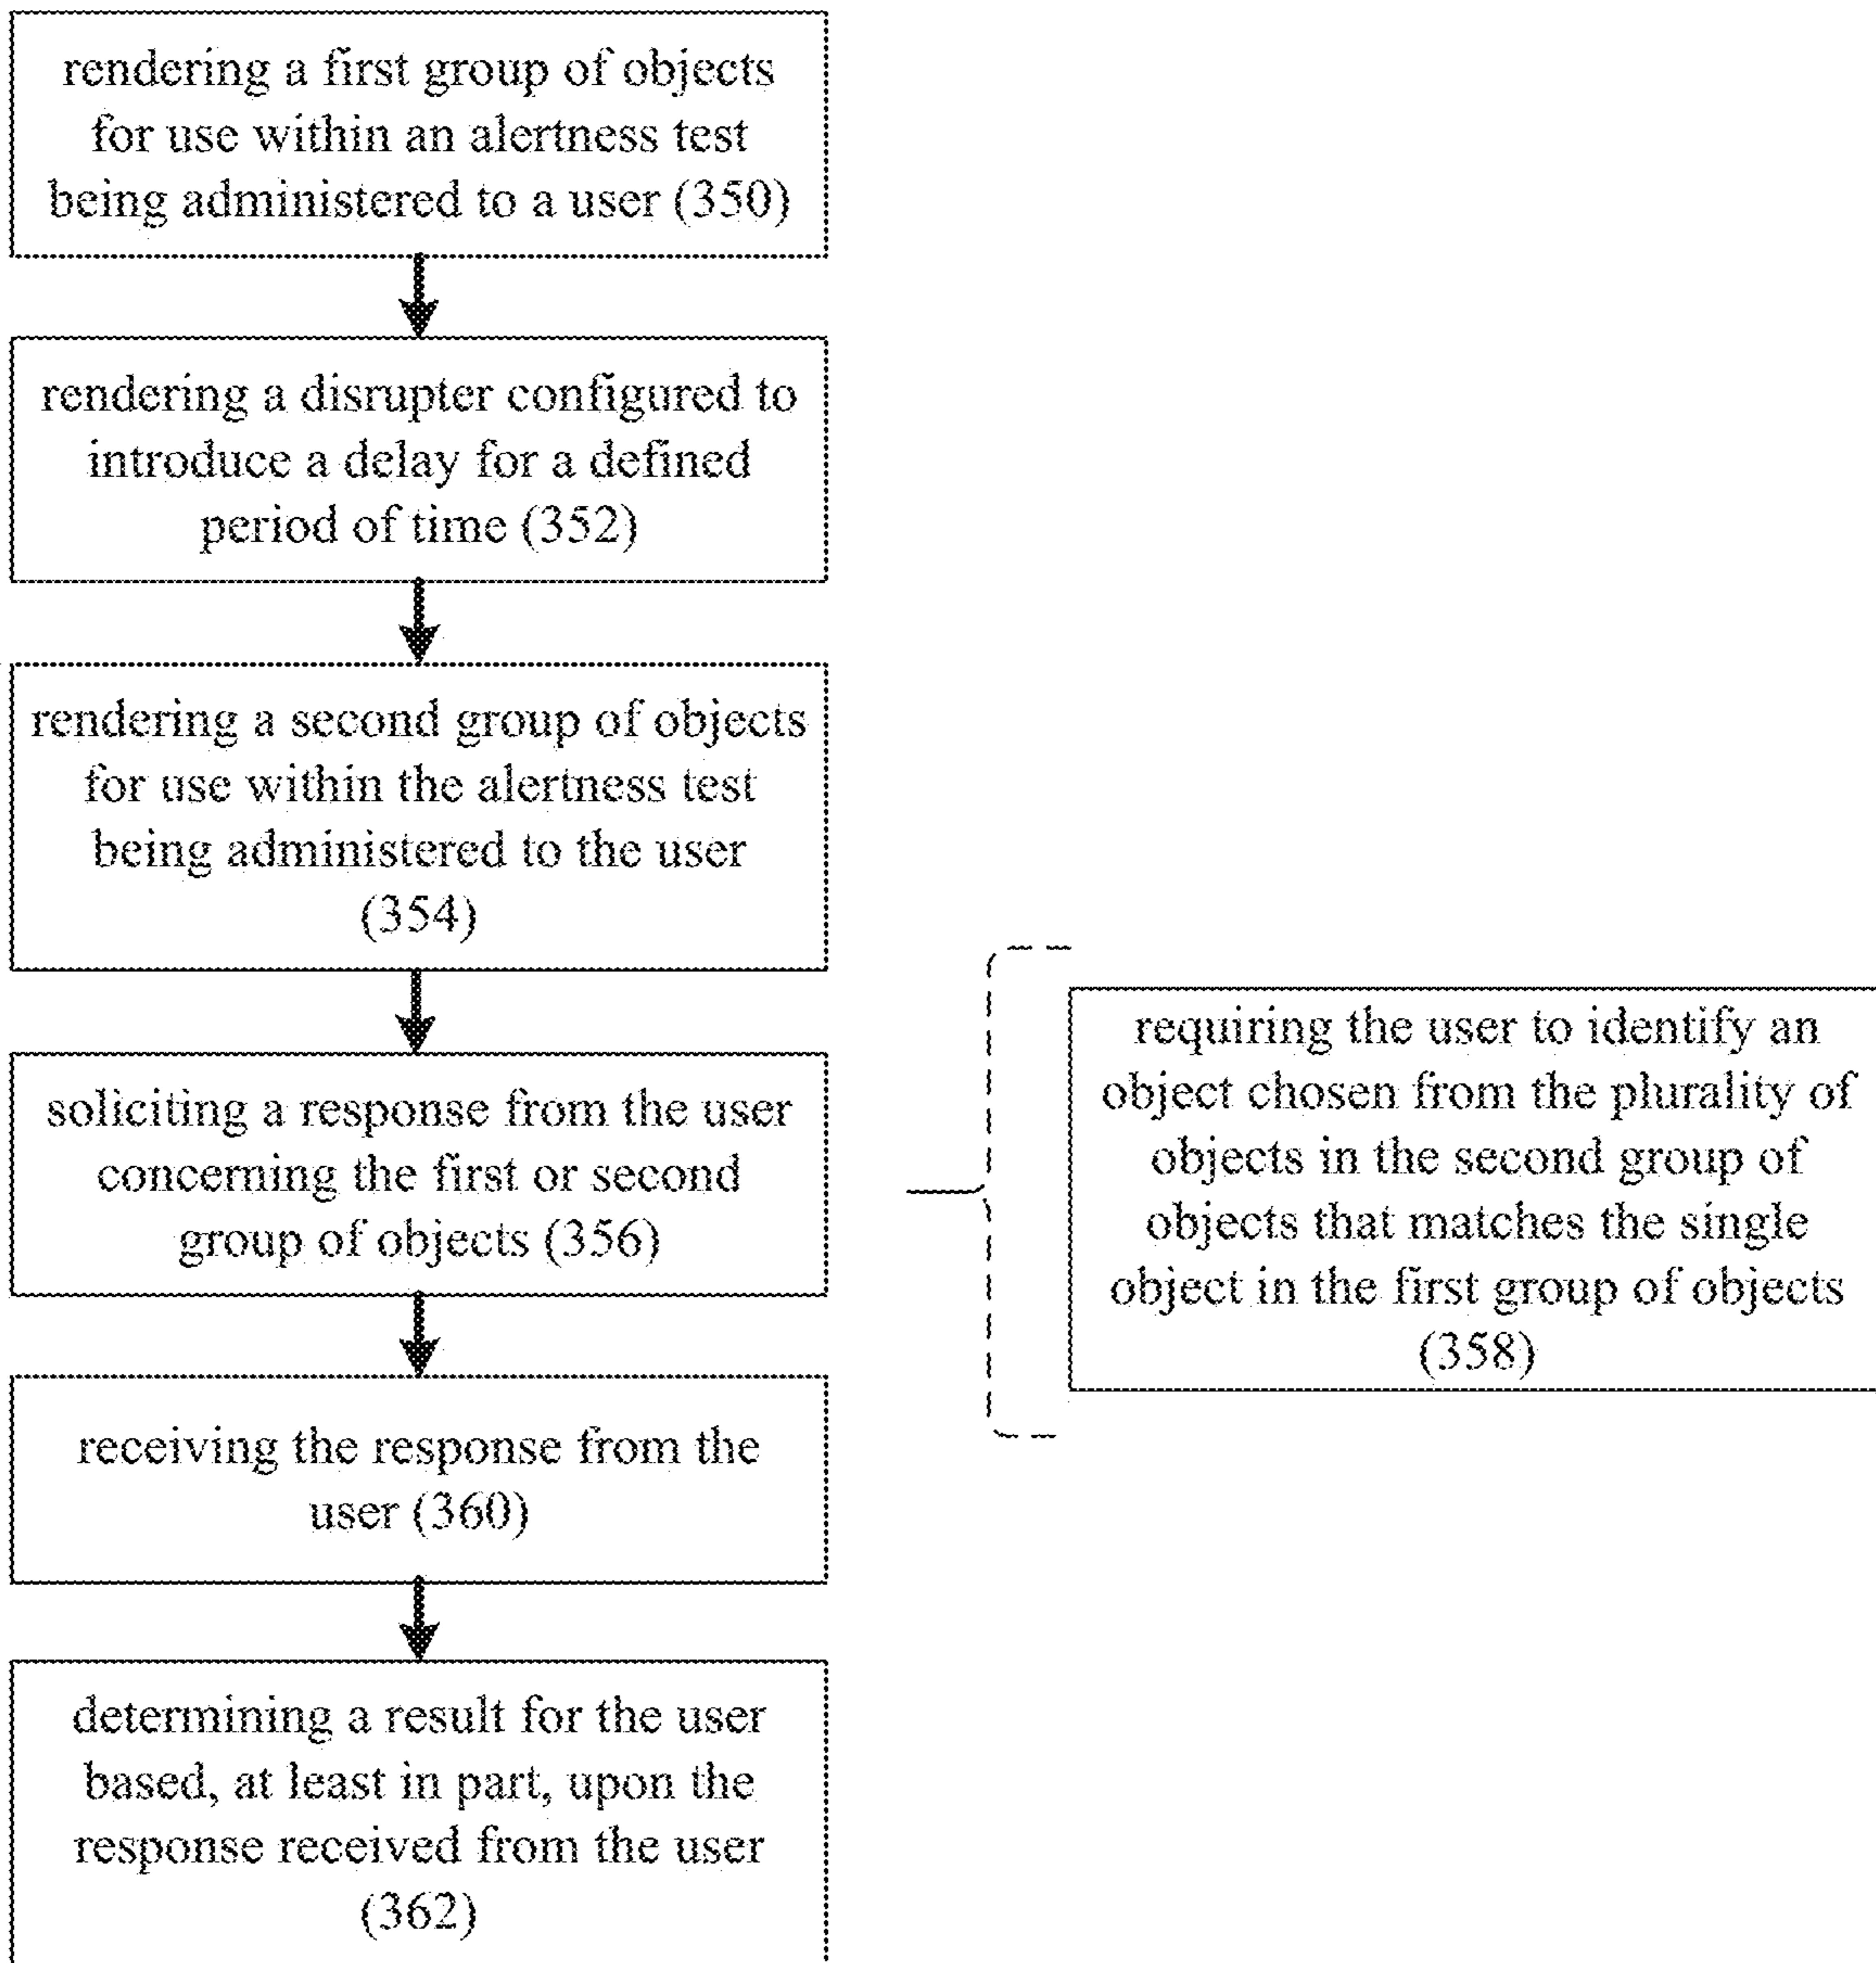 rendering a first group of objects
for use within an alertness test
being administered to a user (350)
rendering a disrupter configured to
introduce a delay for a defined
period of time (352)
rendering a second group of objects
for use within the alertness test
being administered to the user
(354)
soliciting a response from the user
concerning the first or second
group of objects (356)
requiring the user to identify an
object chosen from the plurality of
objects in the second group of
objects that matches the single
object in the first group of objects
(358)
receiving the response from the
user (360)
determining a result for the user
based, at least in part, upon the
response received from the user
(362)